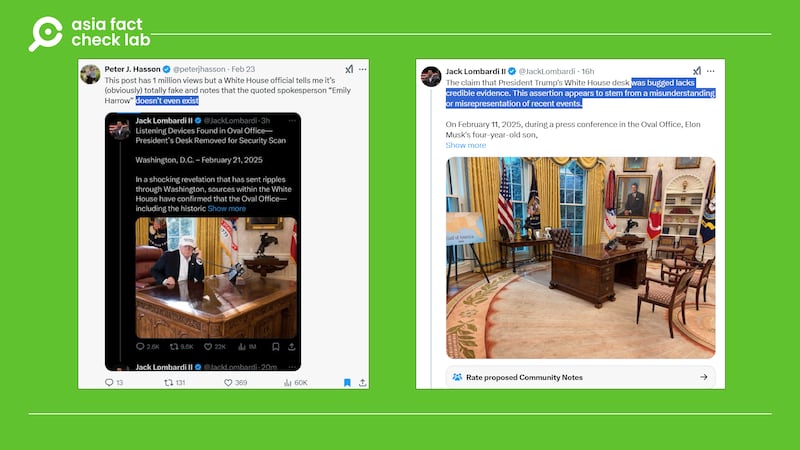 asia fact
check lab
Peter J. Hasson @peterjhasson · Feb 23
This post has 1 million views but a White House official tells me it's
(obviously) totally fake and notes that the quoted spokesperson "Emily
Harrow" doesn't even exist
Jack Lombardi II @JackLombardi · 3h
Listening Devices Found in Oval Office—
President's Desk Removed for Security Scan
Washington, D.C. – February 21, 2025
In a shocking revelation that has sent ripples
through Washington, sources within the White
House have confirmed that the Oval Office—
including the historic Show more
2.6K 9.6K 22K 1M
Jack Lombardi II @JackLombardi · 20m
13 131 369 60K
Jack Lombardi II @JackLombardi · 16h
The claim that President Trump's White House desk was bugged lacks
credible evidence. This assertion appears to stem from a misunderstanding
or misrepresentation of recent events.
On February 11, 2025, during a press conference in the Oval Office, Elon
Musk's four-year-old son,
Show more
Gulf of America
Rate proposed Community Notes